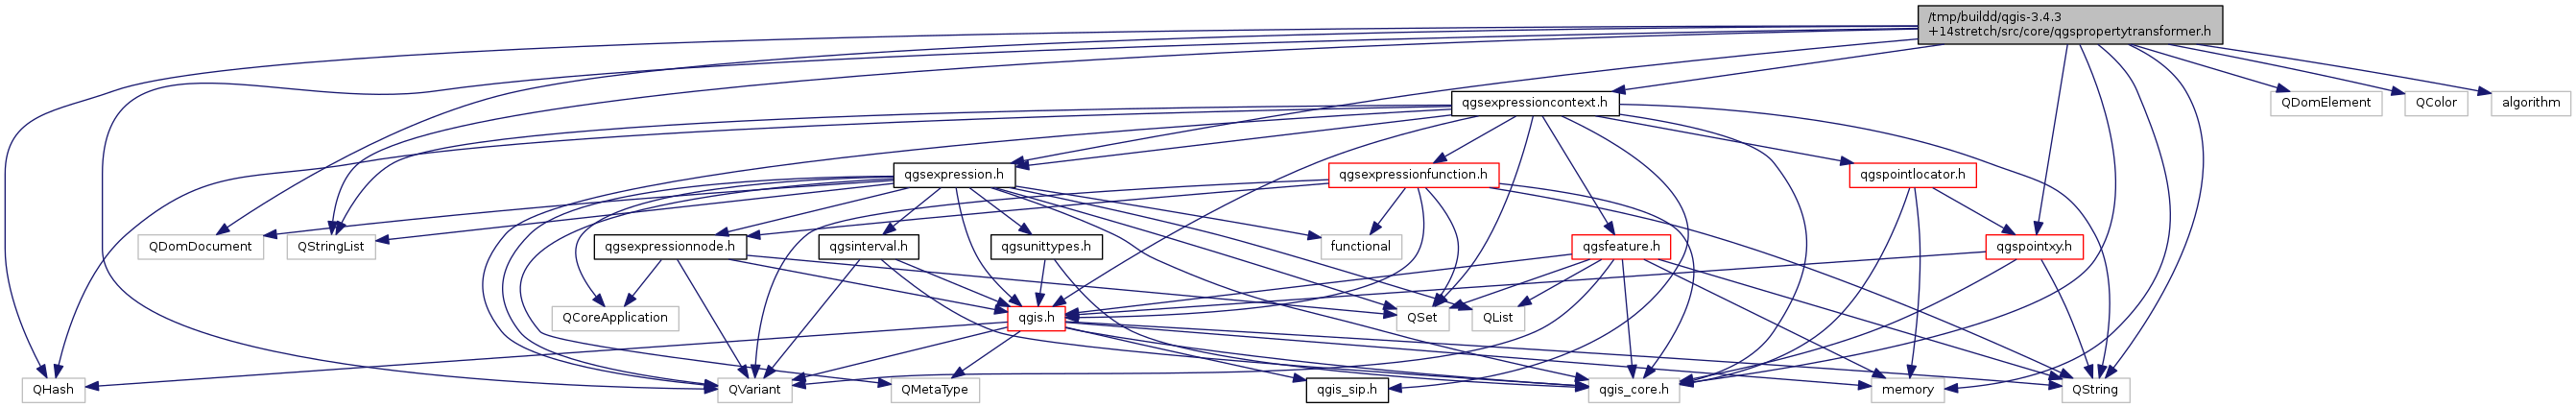 /tmp/buildd/qgis-3.4.3
+14stretch/src/core/qgspropertytransformer.h
qgsexpressioncontext.h
QDomElement
QColor
algorithm
qgsexpression.h
qgsexpressionfunction.h
qgspointlocator.h
QDomDocument
QStringList
qgsexpressionnode.h
qgsinterval.h
qgsunittypes.h
functional
qgsfeature.h
qgspointxy.h
QCoreApplication
qgis.h
QSet
QList
QHash
QVariant
QMetaType
qgis_sip.h
qgis_core.h
memory
QString